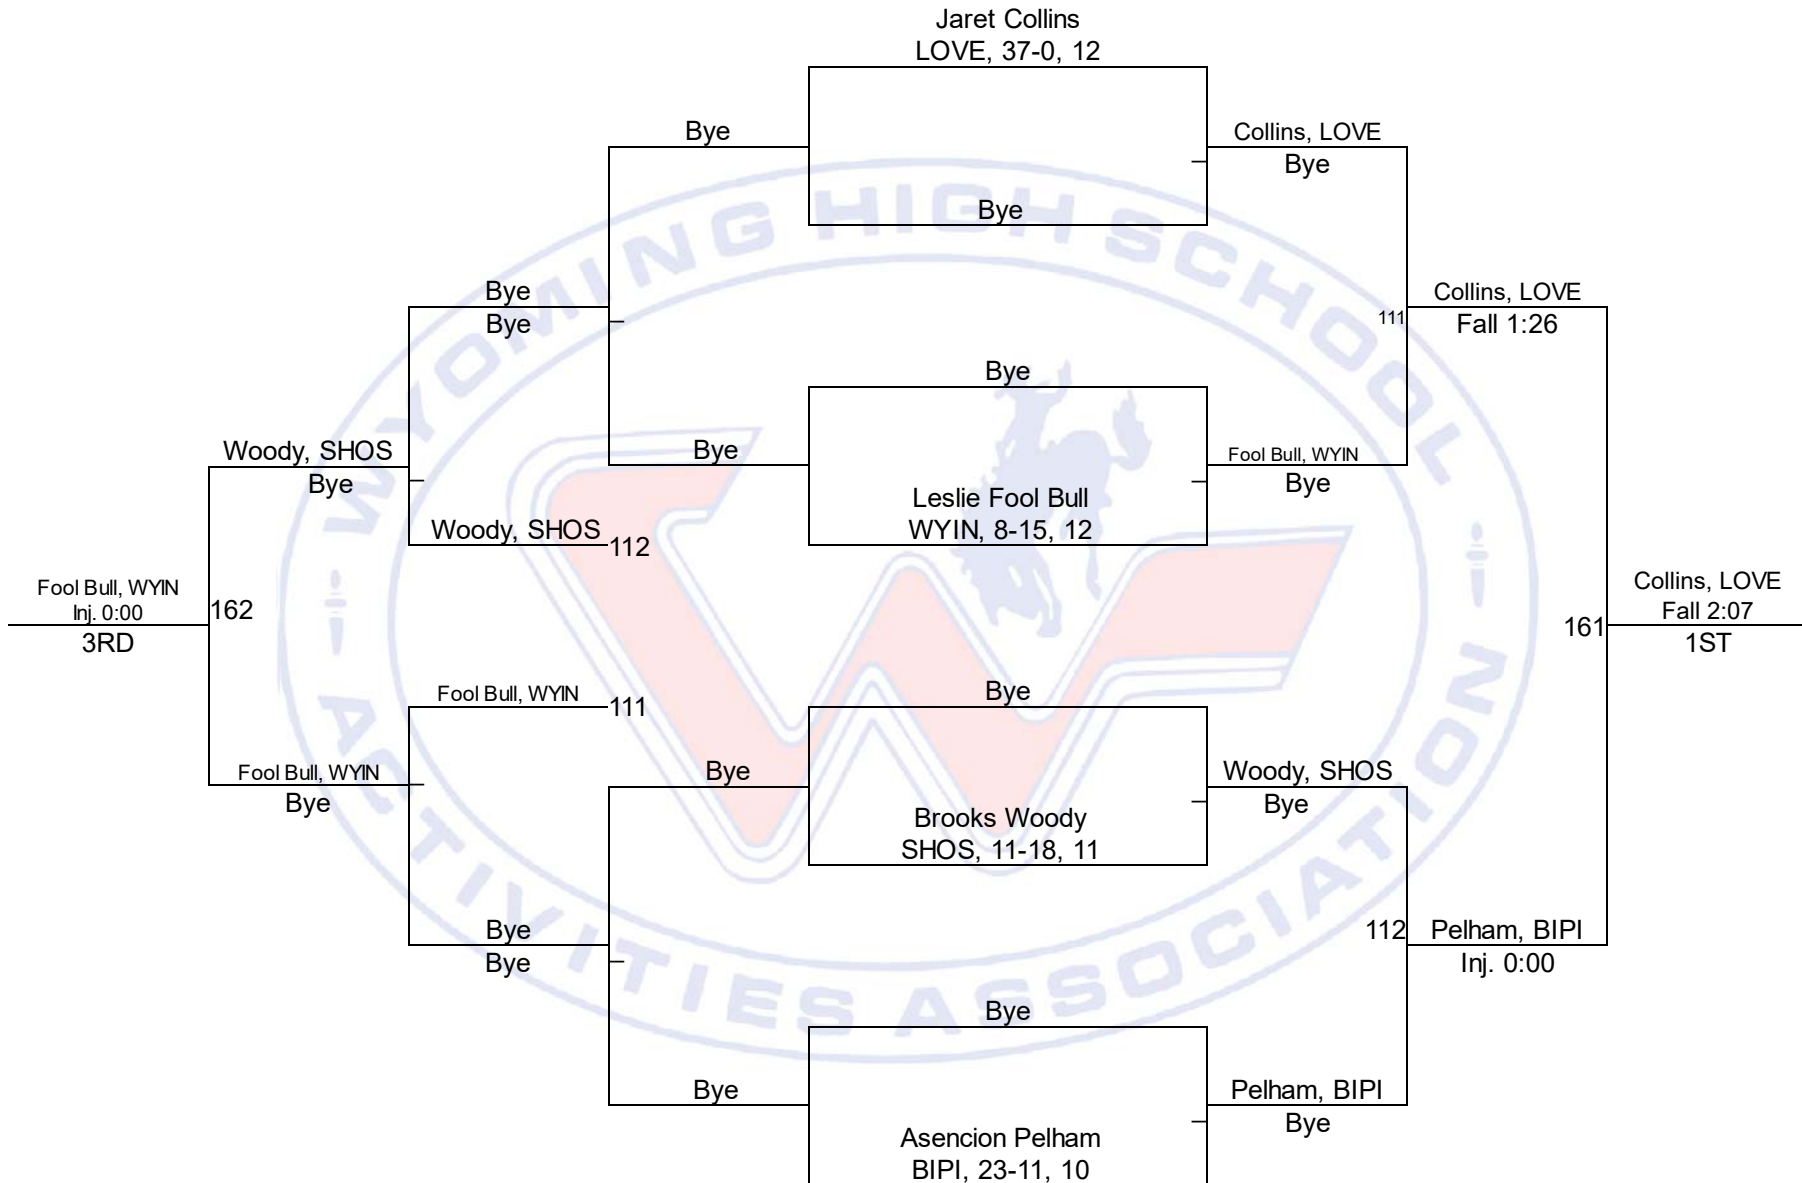 Jaret Collins
LOVE, 37-0, 12
Bye
Collins, LOVE
Bye
Bye
Bye
Bye
Collins, LOVE
111
Fall 1:26
Bye
Woody, SHOS
Bye
Bye
Fool Bull, WYIN
Bye
Leslie Fool Bull
WYIN, 8-15, 12
Woody, SHOS
112
Fool Bull, WYIN
Inj. 0:00
162
3RD
Collins, LOVE
Fall 2:07
161
1ST
Fool Bull, WYIN
111
Bye
Fool Bull, WYIN
Bye
Bye
Woody, SHOS
Bye
Brooks Woody
SHOS, 11-18, 11
Bye
Bye
112
Pelham, BIPI
Inj. 0:00
Bye
Bye
Pelham, BIPI
Bye
Asencion Pelham
BIPI, 23-11, 10
WYOMING HIGH SCHOOL
ACTIVITIES ASSOCIATION